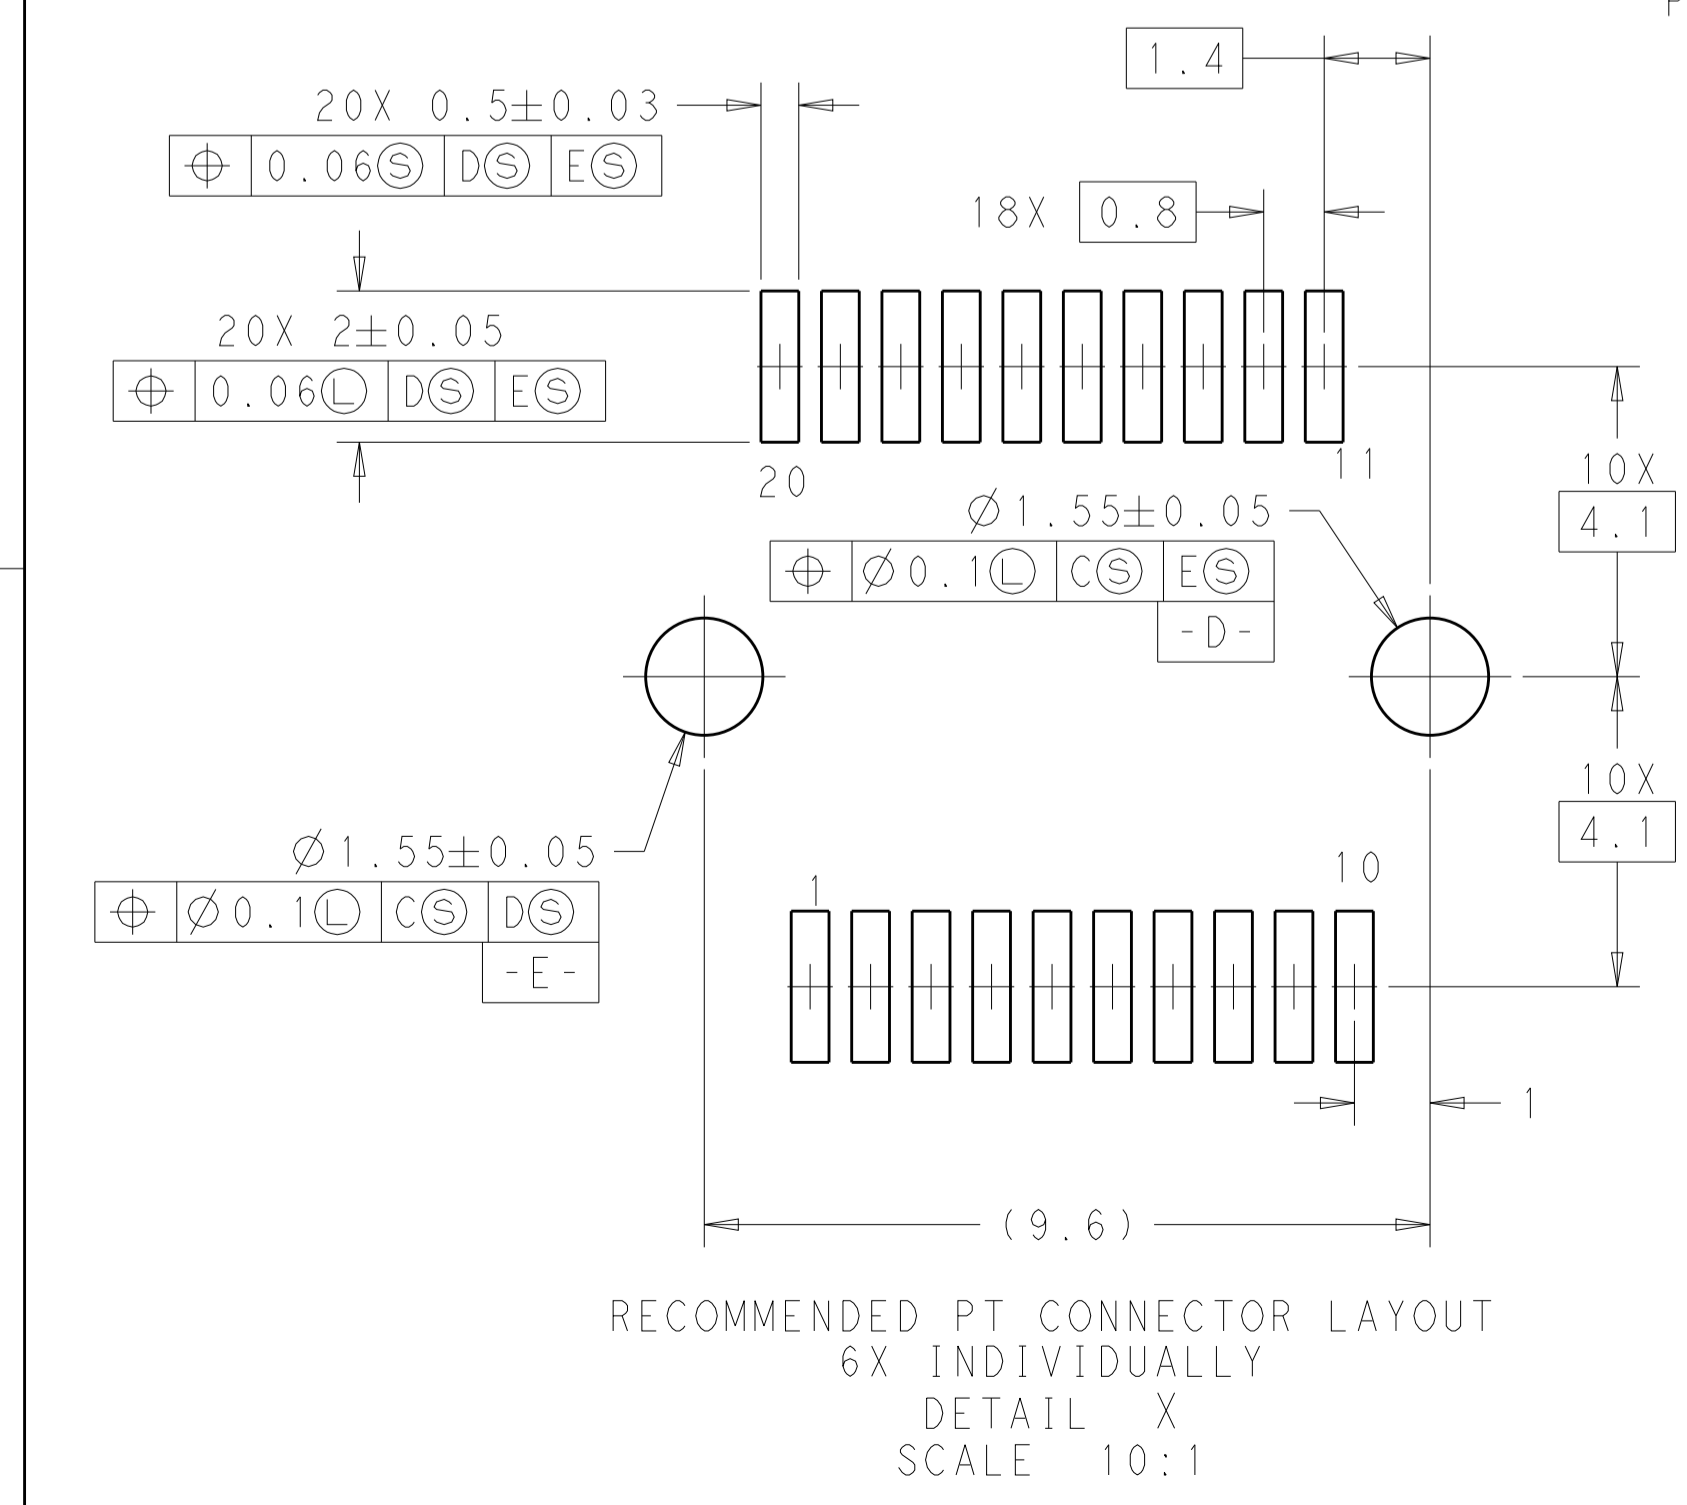 1.4
20X 0.5±0.03
⌖ 0.06Ⓢ DⓈ EⓈ
18X 0.8
20X 2±0.05
⌖ 0.06Ⓛ DⓈ EⓈ
20
11
10X
4.1
Ø1.55±0.05
⌖ Ø0.1Ⓛ CⓈ EⓈ
-D-
10X
4.1
Ø1.55±0.05
⌖ Ø0.1Ⓛ CⓈ DⓈ
-E-
1
10
1
(9.6)
RECOMMENDED PT CONNECTOR LAYOUT
6X INDIVIDUALLY
DETAIL X
SCALE 10:1